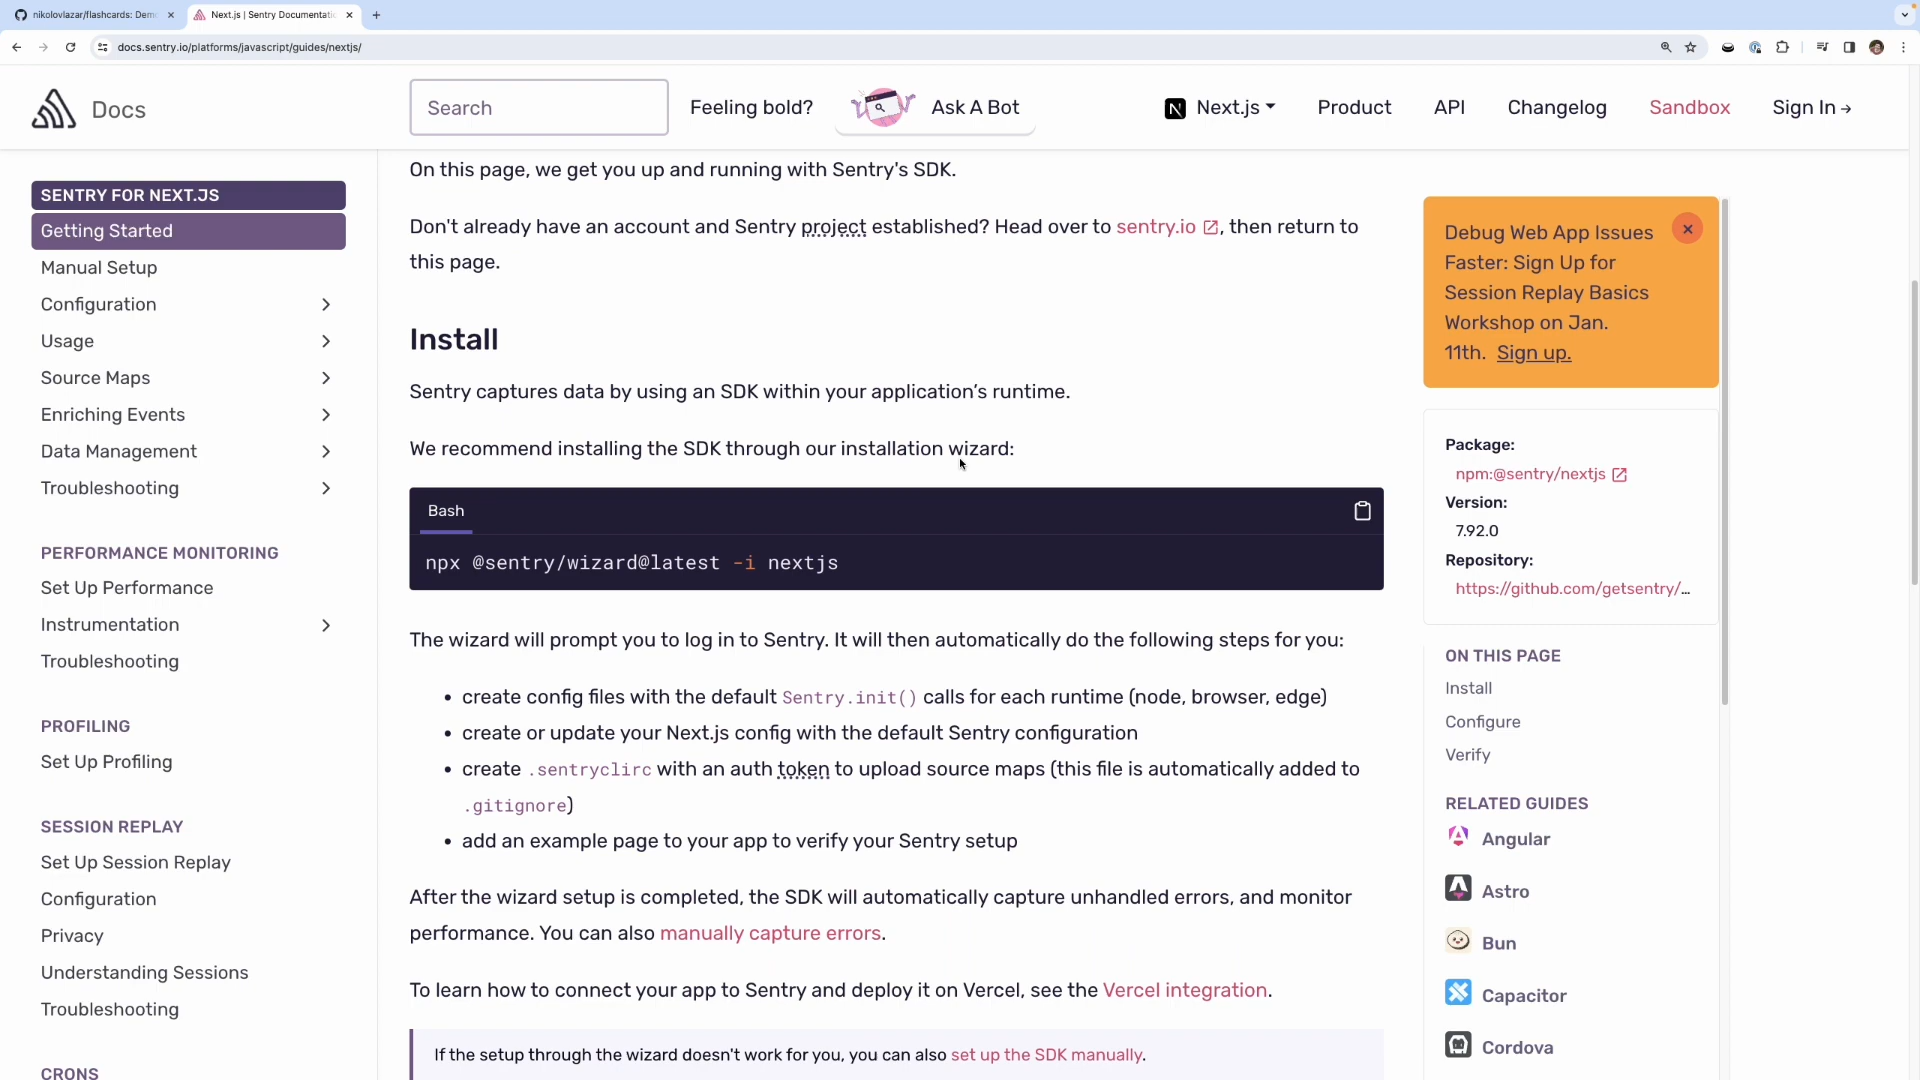 nikolovlazar/flashcards: Dem
Next.js | Sentry Documentati
docs.sentry.io/platforms/javascript/guides/nextjs/
Docs
Search
Feeling bold?
Ask A Bot
Next.js
Product
API
Changelog
Sandbox
Sign In →
SENTRY FOR NEXT.JS
Getting Started
Manual Setup
Configuration
Usage
Source Maps
Enriching Events
Data Management
Troubleshooting
PERFORMANCE MONITORING
Set Up Performance
Instrumentation
Troubleshooting
PROFILING
Set Up Profiling
SESSION REPLAY
Set Up Session Replay
Configuration
Privacy
Understanding Sessions
Troubleshooting
CRONS
On this page, we get you up and running with Sentry's SDK.
Don't already have an account and Sentry project established? Head over to sentry.io, then return to
this page.
Install
Sentry captures data by using an SDK within your application’s runtime.
We recommend installing the SDK through our installation wizard:
Bash
npx @sentry/wizard@latest -i nextjs
The wizard will prompt you to log in to Sentry. It will then automatically do the following steps for you:
• create config files with the default Sentry.init() calls for each runtime (node, browser, edge)
• create or update your Next.js config with the default Sentry configuration
• create .sentryclirc with an auth token to upload source maps (this file is automatically added to
.gitignore)
• add an example page to your app to verify your Sentry setup
After the wizard setup is completed, the SDK will automatically capture unhandled errors, and monitor
performance. You can also manually capture errors.
To learn how to connect your app to Sentry and deploy it on Vercel, see the Vercel integration.
If the setup through the wizard doesn't work for you, you can also set up the SDK manually.
Debug Web App Issues
Faster: Sign Up for
Session Replay Basics
Workshop on Jan.
11th. Sign up.
Package:
npm:@sentry/nextjs
Version:
7.92.0
Repository:
https://github.com/getsentry/...
ON THIS PAGE
Install
Configure
Verify
RELATED GUIDES
Angular
Astro
Bun
Capacitor
Cordova